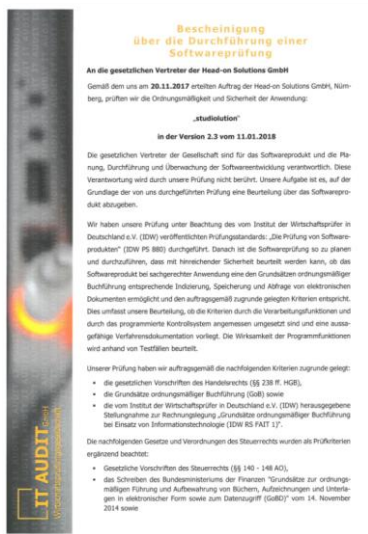 Bescheinigung
über die Durchführung einer
Softwareprüfung
An die gesetzlichen Vertreter der Head-on Solutions GmbH
Gemäß dem uns am 20.11.2017 erteilten Auftrag der Head-on Solutions GmbH, Nürn-
berg, prüften wir die Ordnungsmäßigkeit und Sicherheit der Anwendung:
„studiolution“
in der Version 2.3 vom 11.01.2018
Die gesetzlichen Vertreter der Gesellschaft sind für das Softwareprodukt und die Pla-
nung, Durchführung und Überwachung der Softwareentwicklung verantwortlich. Diese
Verantwortung wird durch unsere Prüfung nicht berührt. Unsere Aufgabe ist es, auf der
Grundlage der von uns durchgeführten Prüfung eine Beurteilung über das Softwarepro-
dukt abzugeben.
Wir haben unsere Prüfung unter Beachtung des vom Institut der Wirtschaftsprüfer in
Deutschland e.V. (IDW) veröffentlichten Prüfungsstandards: „Die Prüfung von Software-
produkten“ (IDW PS 880) durchgeführt. Danach ist die Softwareprüfung so zu planen
und durchzuführen, dass mit hinreichender Sicherheit beurteilt werden kann, ob das
Softwareprodukt bei sachgerechter Anwendung eine den Grundsätzen ordnungsmäßiger
Buchführung entsprechende Indizierung, Speicherung und Abfrage von elektronischen
Dokumenten ermöglicht und den auftragsgemäß zugrunde gelegten Kriterien entspricht.
Dies umfasst unsere Beurteilung, ob die Kriterien durch die Verarbeitungsfunktionen und
durch das programmierte Kontrollsystem angemessen umgesetzt sind und eine aussa-
gefähige Verfahrensdokumentation vorliegt. Die Wirksamkeit der Programmfunktionen
wird anhand von Testfällen beurteilt.
Unserer Prüfung haben wir auftragsgemäß die nachfolgenden Kriterien zugrunde gelegt:
• die gesetzlichen Vorschriften des Handelsrechts (§§ 238 ff. HGB),
• die Grundsätze ordnungsmäßiger Buchführung (GoB) sowie
• die vom Institut der Wirtschaftsprüfer in Deutschland e.V. (IDW) herausgegebene
Stellungnahme zur Rechnungslegung „Grundsätze ordnungsmäßiger Buchführung
bei Einsatz von Informationstechnologie (IDW RS FAIT 1)“.
Die nachfolgenden Gesetze und Verordnungen des Steuerrechts wurden als Prüfkriterien
ergänzend beachtet:
• Gesetzliche Vorschriften des Steuerrechts (§§ 140 - 148 AO),
• das Schreiben des Bundesministeriums der Finanzen "Grundsätze zur ordnungs-
mäßigen Führung und Aufbewahrung von Büchern, Aufzeichnungen und Unterla-
gen in elektronischer Form sowie zum Datenzugriff (GoBD)" vom 14. November
2014 sowie
IT AUDIT GmbH
Wirtschaftsprüfungsgesellschaft